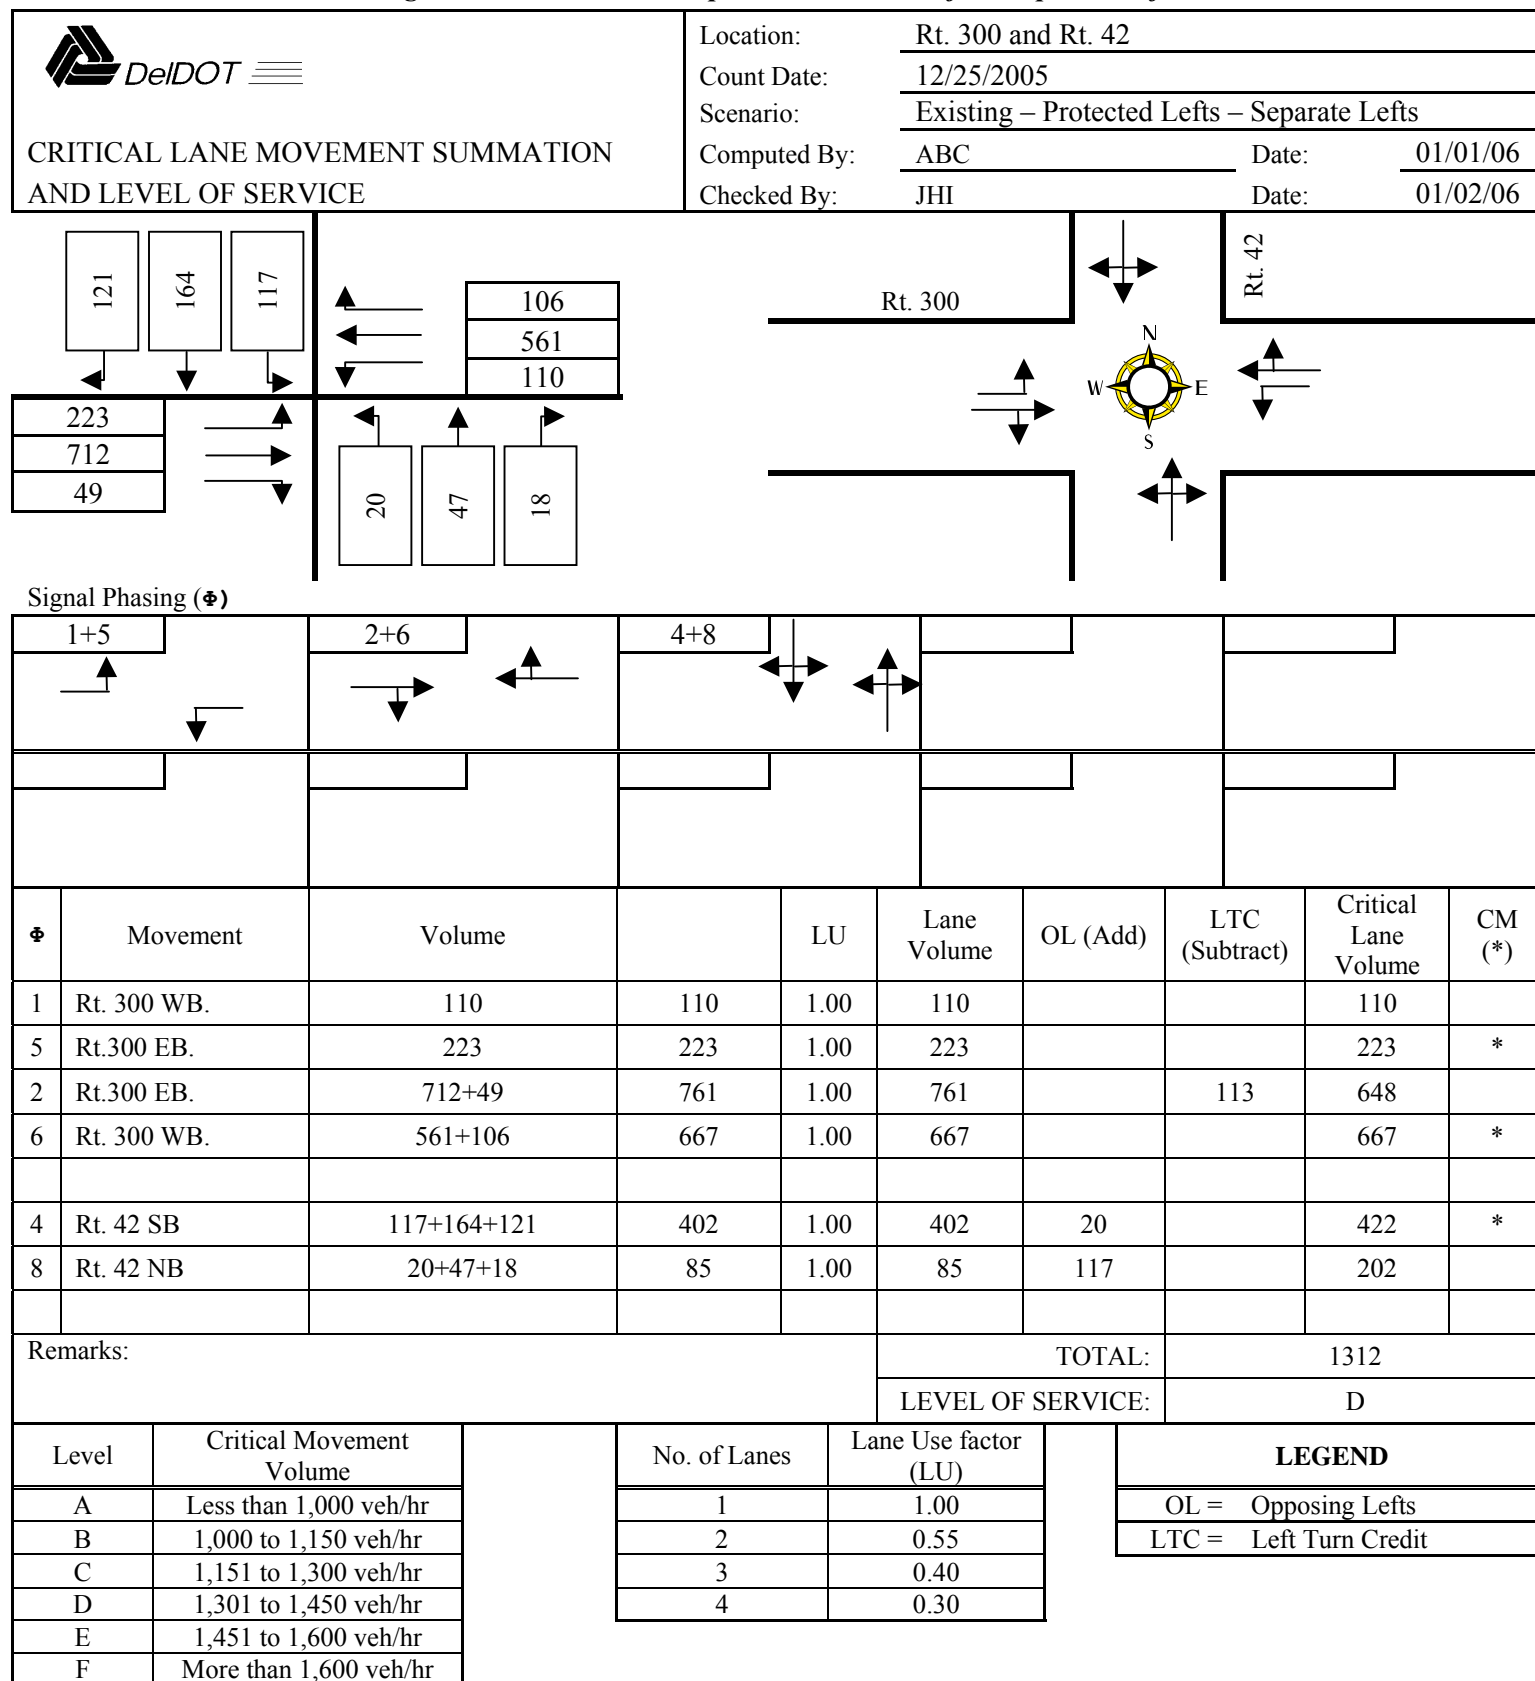 DelDOT
CRITICAL LANE MOVEMENT SUMMATION
AND LEVEL OF SERVICE
Location: Rt. 300 and Rt. 42
Count Date: 12/25/2005
Scenario: Existing – Protected Lefts – Separate Lefts
Computed By: ABC Date: 01/01/06
Checked By: JHI Date: 01/02/06
121 164 117
106
561
110
223
712
49
20 47 18
Rt. 300
Rt. 42
N
W E
S
Signal Phasing (Φ)
1+5 2+6 4+8
Φ Movement Volume LU Lane Volume OL (Add) LTC (Subtract) Critical Lane Volume CM (*)
1 Rt. 300 WB. 110 110 1.00 110 110
5 Rt.300 EB. 223 223 1.00 223 223 *
2 Rt.300 EB. 712+49 761 1.00 761 113 648
6 Rt. 300 WB. 561+106 667 1.00 667 667 *
4 Rt. 42 SB 117+164+121 402 1.00 402 20 422 *
8 Rt. 42 NB 20+47+18 85 1.00 85 117 202
Remarks:
TOTAL: 1312
LEVEL OF SERVICE: D
Level Critical Movement Volume
A Less than 1,000 veh/hr
B 1,000 to 1,150 veh/hr
C 1,151 to 1,300 veh/hr
D 1,301 to 1,450 veh/hr
E 1,451 to 1,600 veh/hr
F More than 1,600 veh/hr
No. of Lanes Lane Use factor (LU)
1 1.00
2 0.55
3 0.40
4 0.30
LEGEND
OL = Opposing Lefts
LTC = Left Turn Credit